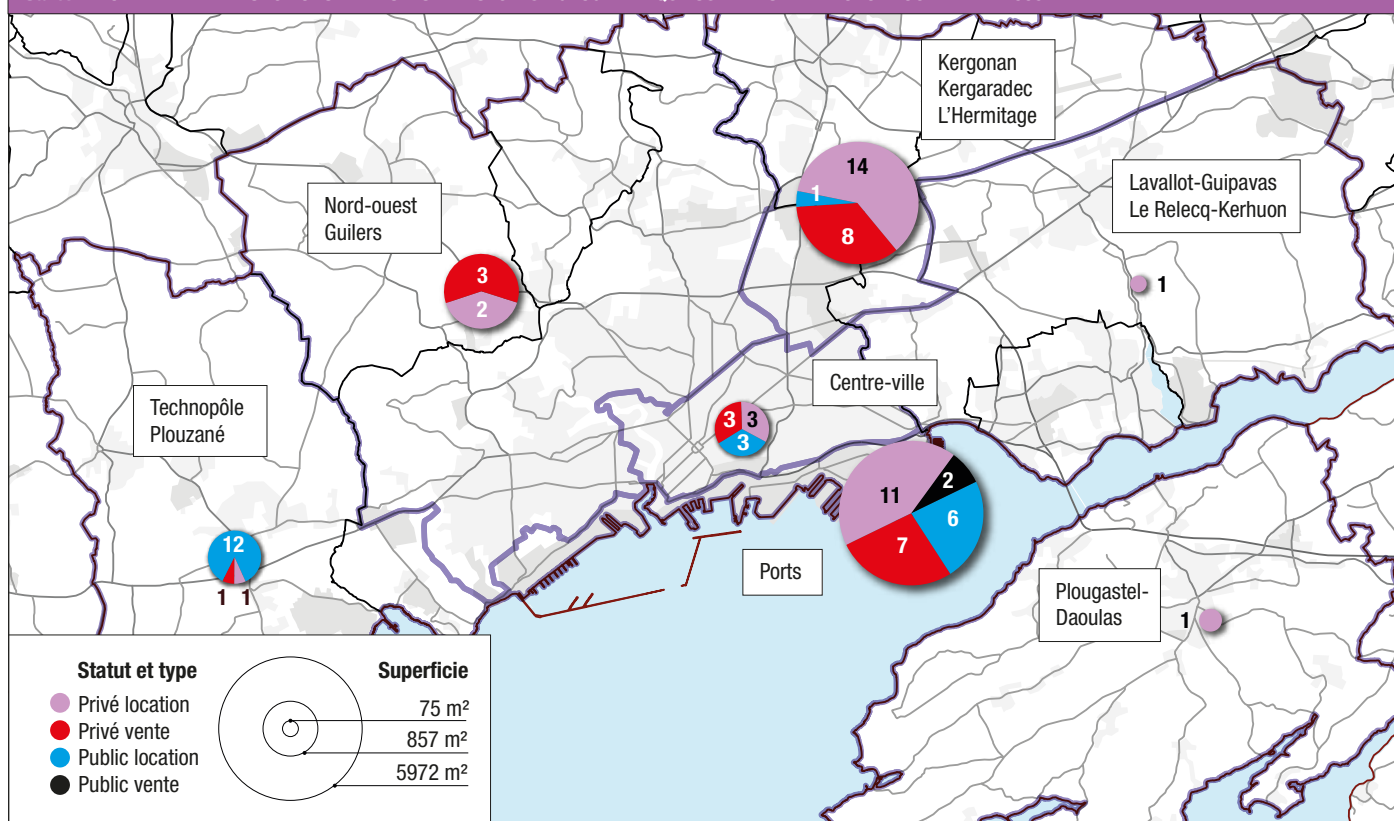 Kergonan
Kergaradec
L'Hermitage
14
1
8
Lavallot-Guipavas
Le Relecq-Kerhuon
1
Nord-ouest
Guilers
3
2
Centre-ville
3
3
3
Technopôle
Plouzané
12
1
1
11
2
6
7
Ports
Plougastel-
Daoulas
1
Statut et type
Privé location
Privé vente
Public location
Public vente
Superficie
75 m²
857 m²
5972 m²